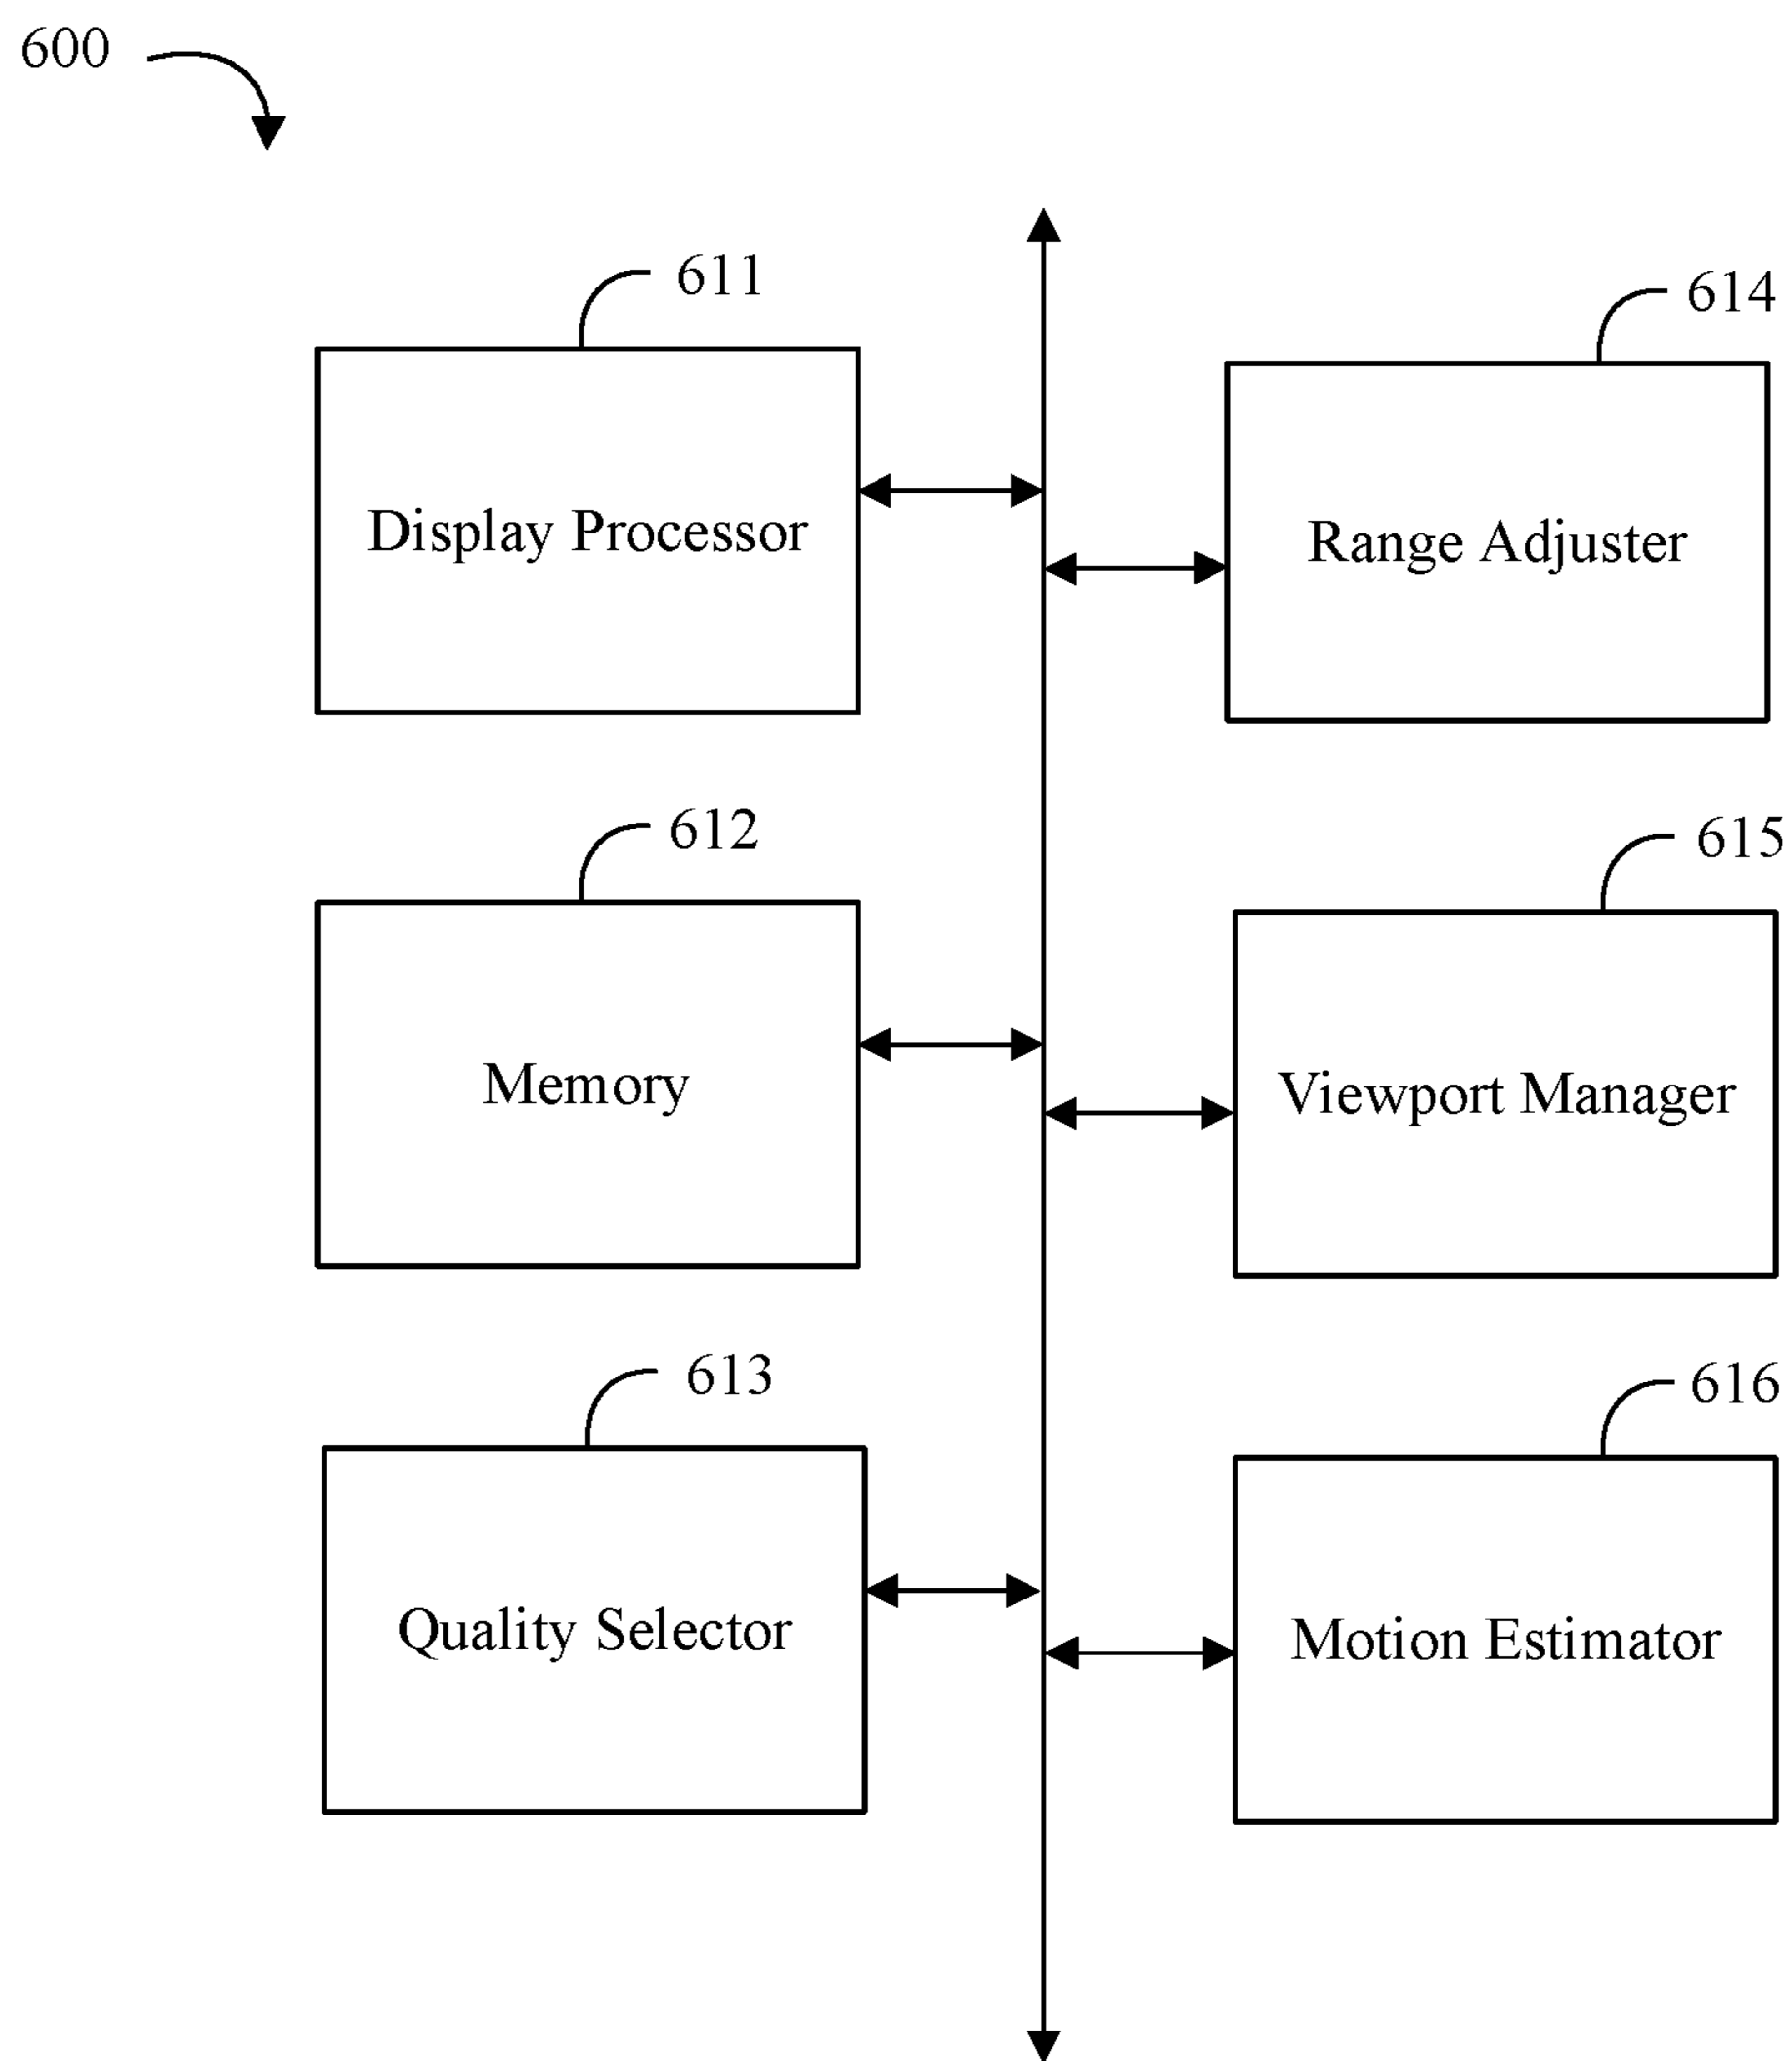 600
611
Display Processor
614
Range Adjuster
612
Memory
615
Viewport Manager
613
Quality Selector
616
Motion Estimator